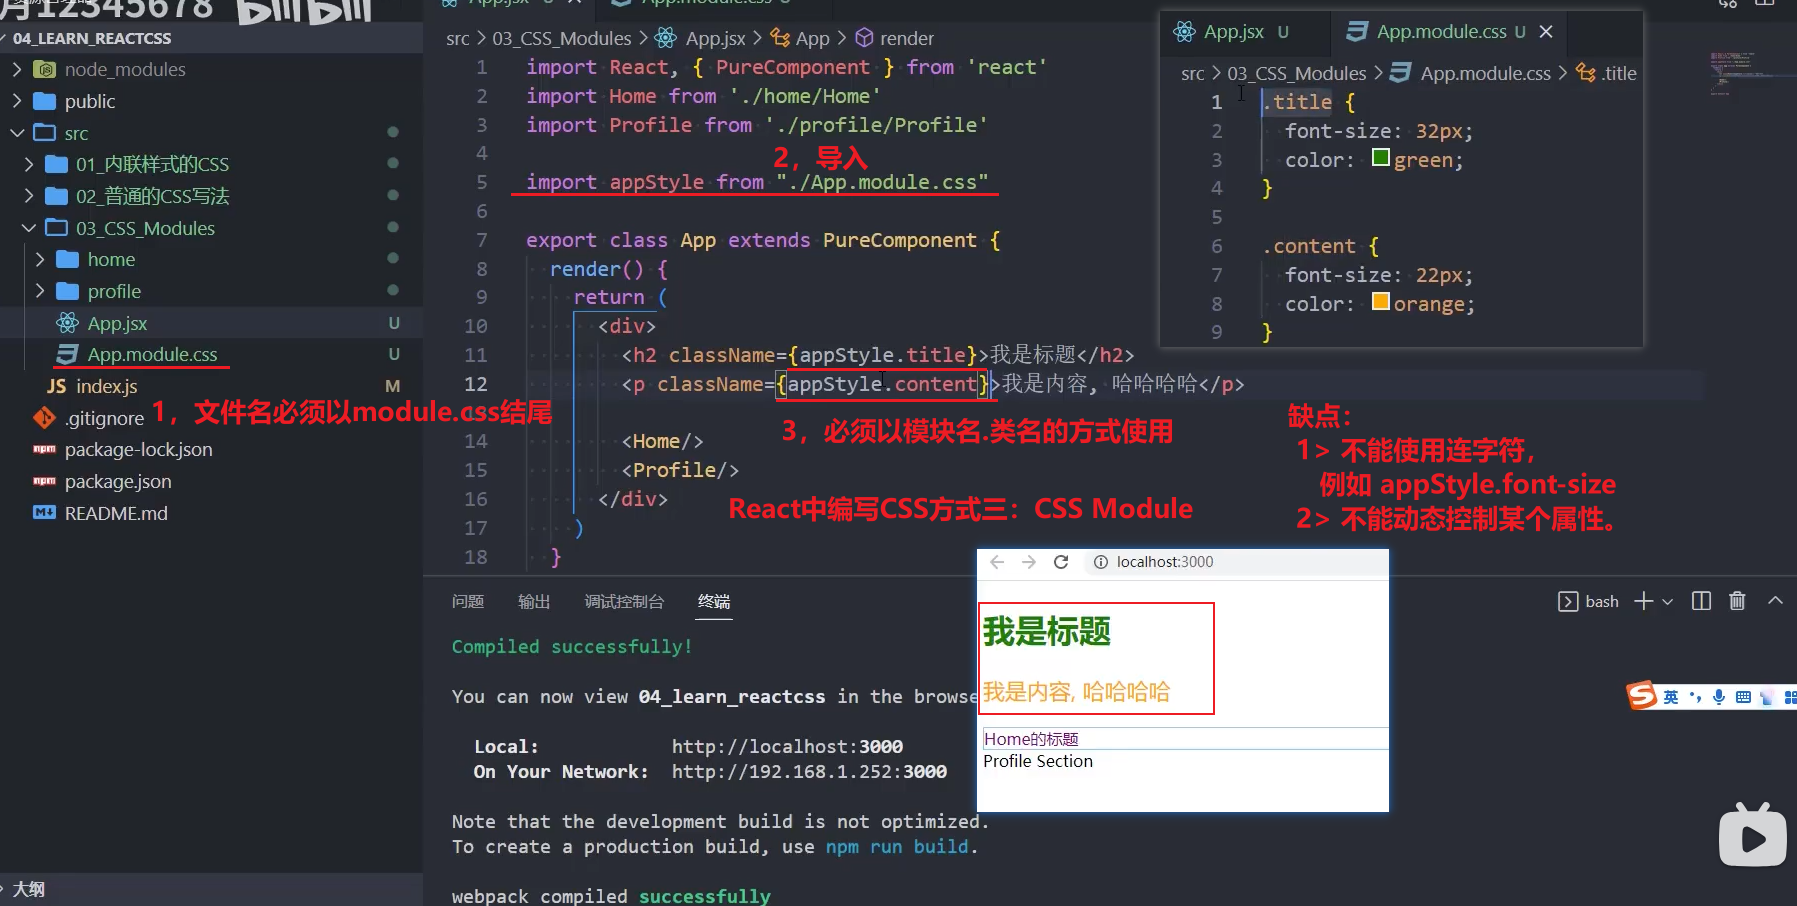 月12345678
bilibili
04_LEARN_REACTCSS
node_modules
public
src
01_内联样式的CSS
02_普通的CSS写法
03_CSS_Modules
home
profile
App.jsx U
App.module.css U
JS index.js M
.gitignore
package-lock.json
package.json
README.md
大纲
1，文件名必须以module.css结尾
src > 03_CSS_Modules > App.jsx > App > render
1 import React, { PureComponent } from 'react'
2 import Home from './home/Home'
3 import Profile from './profile/Profile'
4
2，导入
5 import appStyle from "./App.module.css"
6
7 export class App extends PureComponent {
8 render() {
9 return (
10 <div>
11 <h2 className={appStyle.title}>我是标题</h2>
12 <p className={appStyle.content}>我是内容, 哈哈哈哈</p>
3，必须以模块名.类名的方式使用
14 <Home/>
15 <Profile/>
16 </div>
17 )
18 }
React中编写CSS方式三：CSS Module
App.jsx U App.module.css U
src > 03_CSS_Modules > App.module.css > .title
1 .title {
2 font-size: 32px;
3 color: green;
4 }
5
6 .content {
7 font-size: 22px;
8 color: orange;
9 }
缺点：
1> 不能使用连字符，
例如 appStyle.font-size
2> 不能动态控制某个属性。
问题 输出 调试控制台 终端
bash
Compiled successfully!
You can now view 04_learn_reactcss in the browse
Local: http://localhost:3000
On Your Network: http://192.168.1.252:3000
Note that the development build is not optimized.
To create a production build, use npm run build.
webpack compiled successfully
localhost:3000
我是标题
我是内容, 哈哈哈哈
Home的标题
Profile Section
英